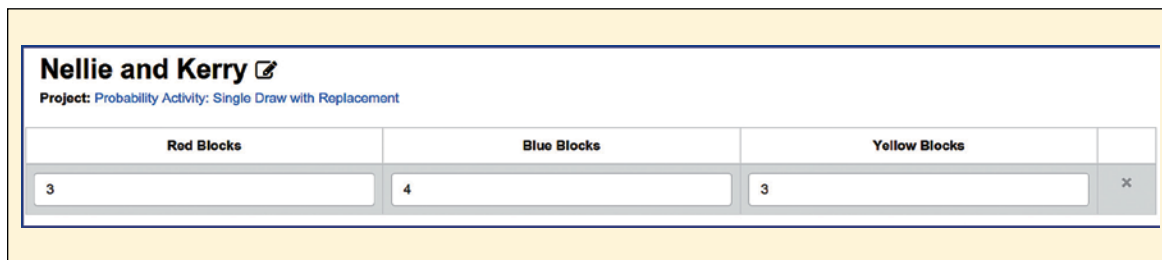 Nellie and Kerry
Project: Probability Activity: Single Draw with Replacement
Red Blocks Blue Blocks Yellow Blocks
3 4 3 ×